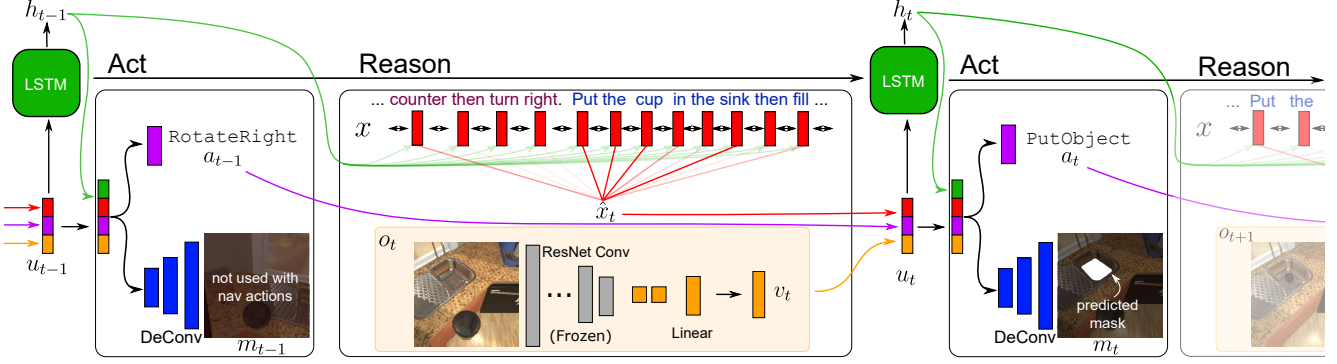 h_{t-1}
LSTM
Act
Reason
h_t
LSTM
Act
Reason
RotateRight
a_{t-1}
u_{t-1}
not used with
nav actions
DeConv
m_{t-1}
... counter then turn right. Put the cup in the sink then fill ...
x
x̂_t
o_t
ResNet Conv
...
(Frozen)
Linear
v_t
u_t
PutObject
a_t
predicted
mask
DeConv
m_t
... Put the
x
o_{t+1}